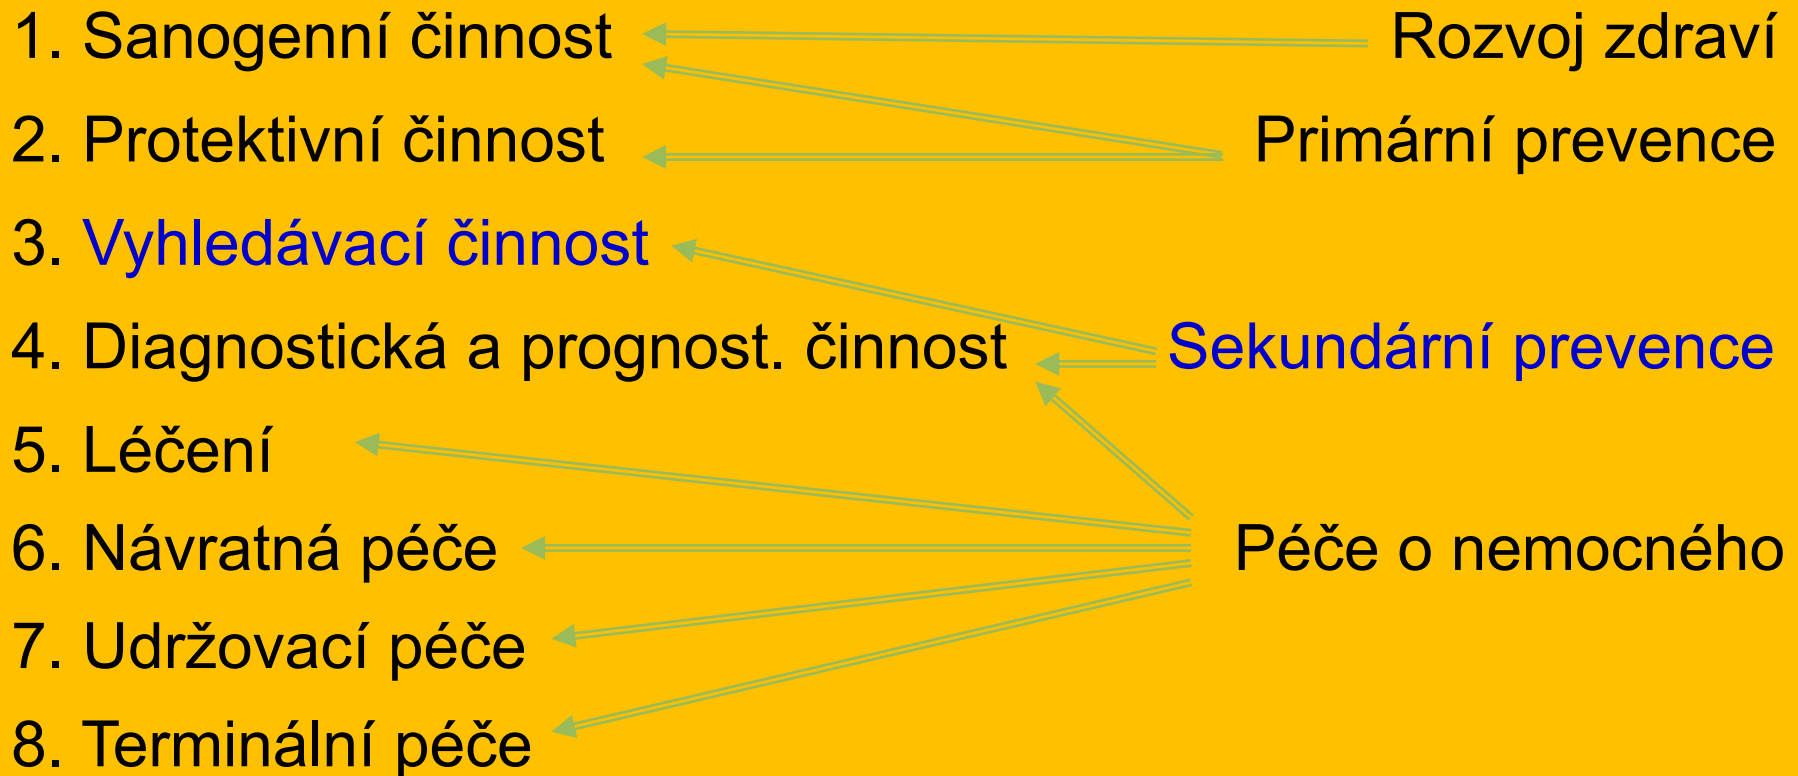 1. Sanogenní činnost
Rozvoj zdraví
2. Protektivní činnost
Primární prevence
3. Vyhledávací činnost
4. Diagnostická a prognost. činnost
Sekundární prevence
5. Léčení
6. Návratná péče
Péče o nemocného
7. Udržovací péče
8. Terminální péče